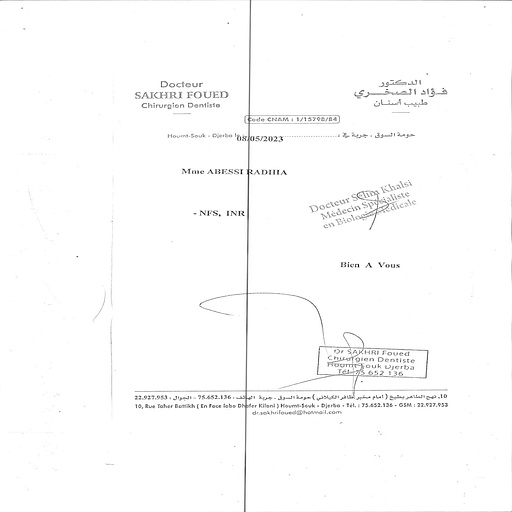 Docteur
SAKHRI FOUED
Chirurgien Dentiste
الدكتور
فؤاد الصخري
طبيب أسنان
Code CNAM : 1/15798/84
Houmt-Souk - Djerba le 08/05/2023 حومة السوق ، جربة في :
Mme ABESSI RADHIA
- NFS, INR
Docteur Selim Khalsi
Médecin Spécialiste
en Biologie Médicale
Bien A Vous
Dr SAKHRI Foued
Chirurgien Dentiste
Houmt Souk Djerba
Tél: 75 652 136
10، نهج الطاهر بطيخ ( أمام مخبر ظافر الكيلاني ) حومة السوق - جربة الهاتف : 75.652.136 - الجوال : 22.927.953
10, Rue Taher Battikh ( En Face labo Dhafer Kilani ) Houmt-Souk - Djerba - Tél. : 75.652.136 - GSM : 22.927.953
dr.sakhrifoued@hotmail.com